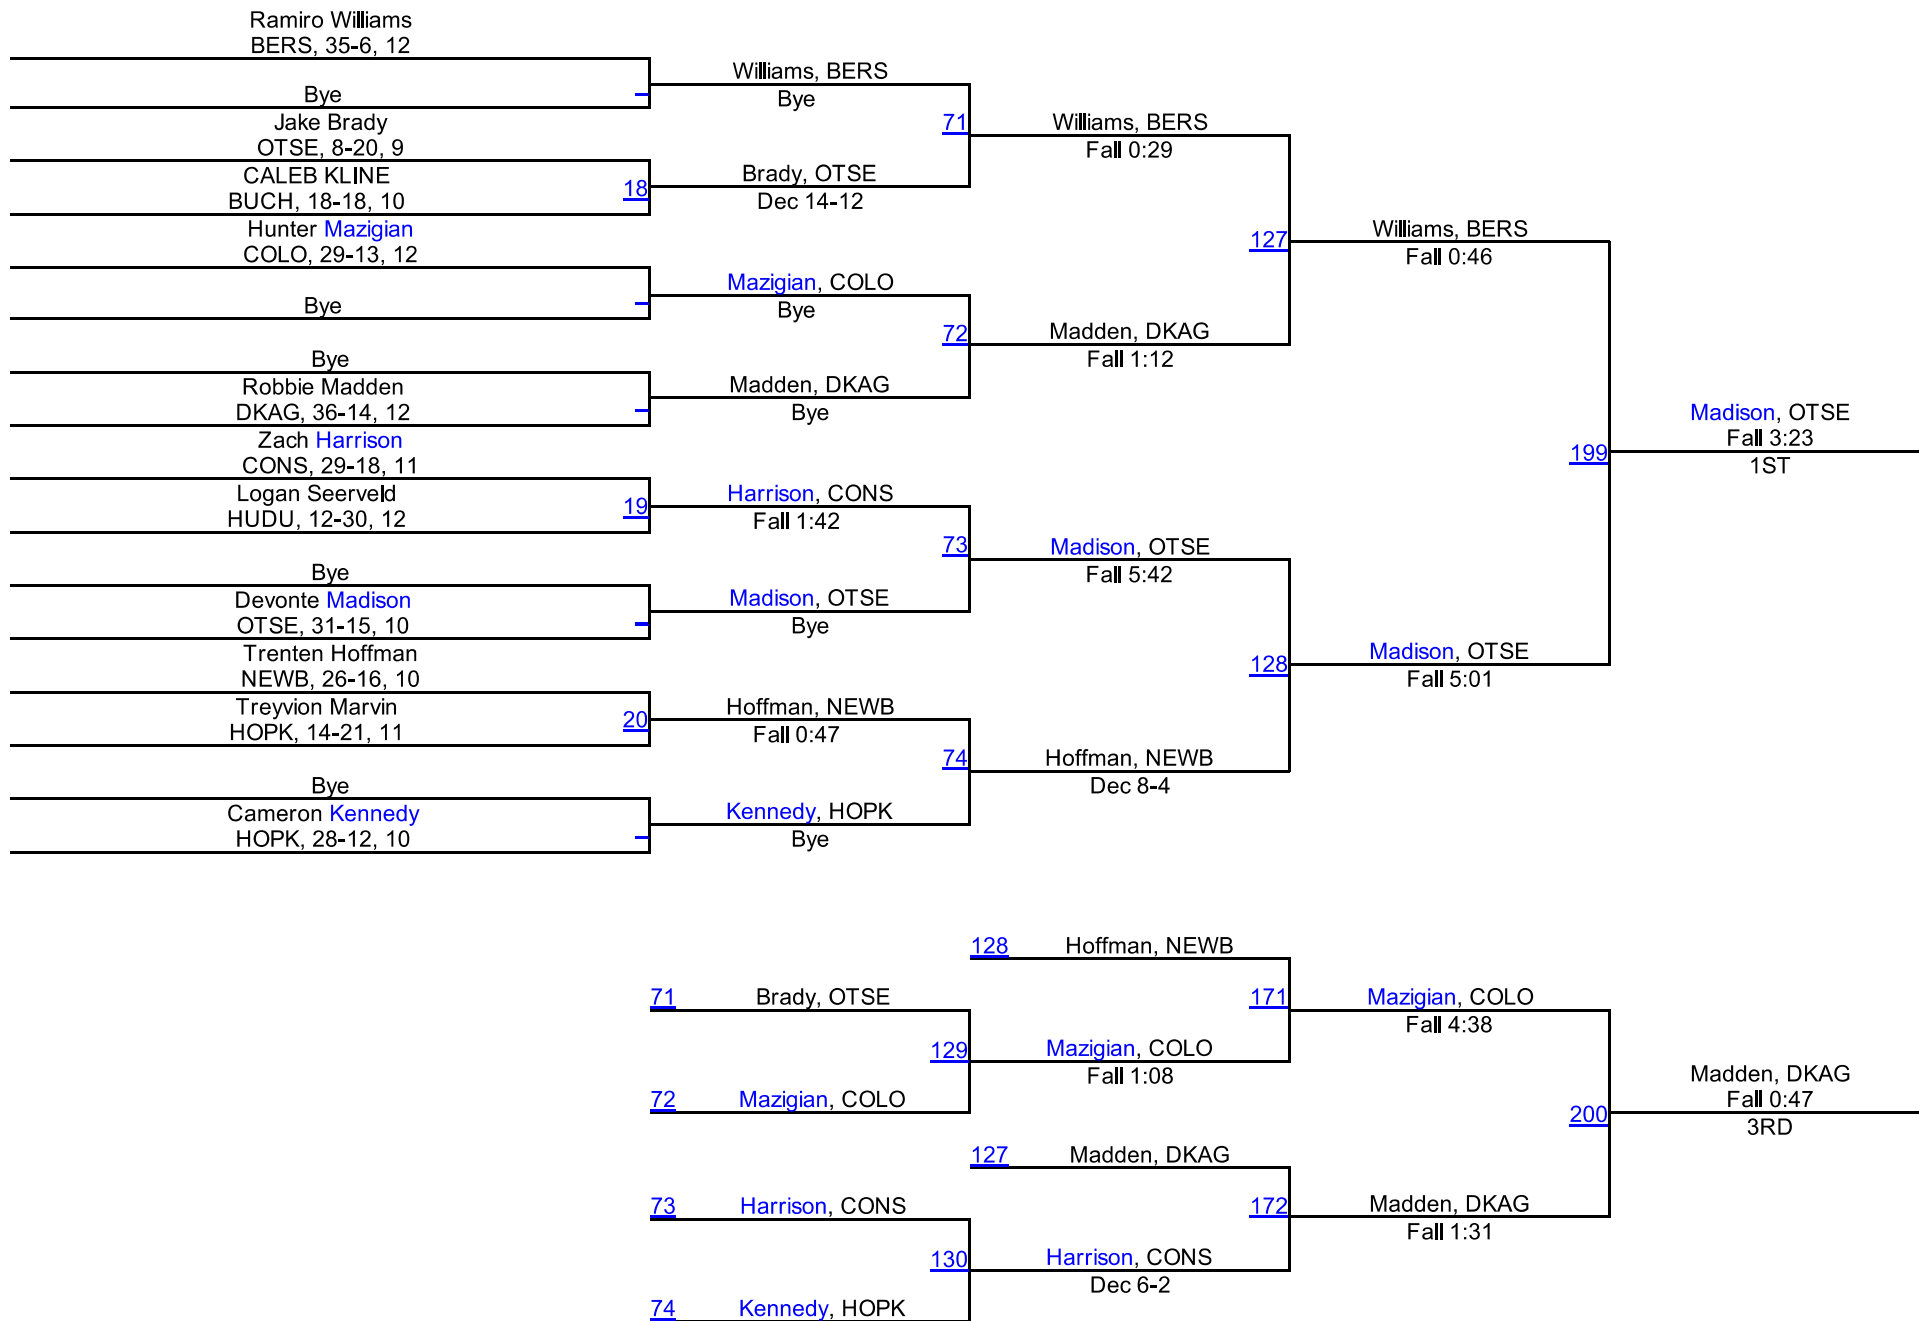 Ramiro Williams
BERS, 35-6, 12
Bye
Jake Brady
OTSE, 8-20, 9
CALEB KLINE
BUCH, 18-18, 10
18
Hunter Mazigian
COLO, 29-13, 12
Bye
Bye
Robbie Madden
DKAG, 36-14, 12
Zach Harrison
CONS, 29-18, 11
Logan Seerveld
HUDU, 12-30, 12
19
Bye
Devonte Madison
OTSE, 31-15, 10
Trenten Hoffman
NEWB, 26-16, 10
Treyvion Marvin
HOPK, 14-21, 11
20
Bye
Cameron Kennedy
HOPK, 28-12, 10
Williams, BERS
Bye
71
Brady, OTSE
Dec 14-12
Mazigian, COLO
Bye
72
Madden, DKAG
Bye
Harrison, CONS
Fall 1:42
73
Madison, OTSE
Bye
Hoffman, NEWB
Fall 0:47
74
Kennedy, HOPK
Bye
Williams, BERS
Fall 0:29
127
Madden, DKAG
Fall 1:12
Madison, OTSE
Fall 5:42
128
Hoffman, NEWB
Dec 8-4
Williams, BERS
Fall 0:46
199
Madison, OTSE
Fall 5:01
Madison, OTSE
Fall 3:23
1ST
71
Brady, OTSE
129
72
Mazigian, COLO
73
Harrison, CONS
130
74
Kennedy, HOPK
128
Hoffman, NEWB
171
Mazigian, COLO
Fall 1:08
127
Madden, DKAG
172
Harrison, CONS
Dec 6-2
Mazigian, COLO
Fall 4:38
200
Madden, DKAG
Fall 1:31
Madden, DKAG
Fall 0:47
3RD